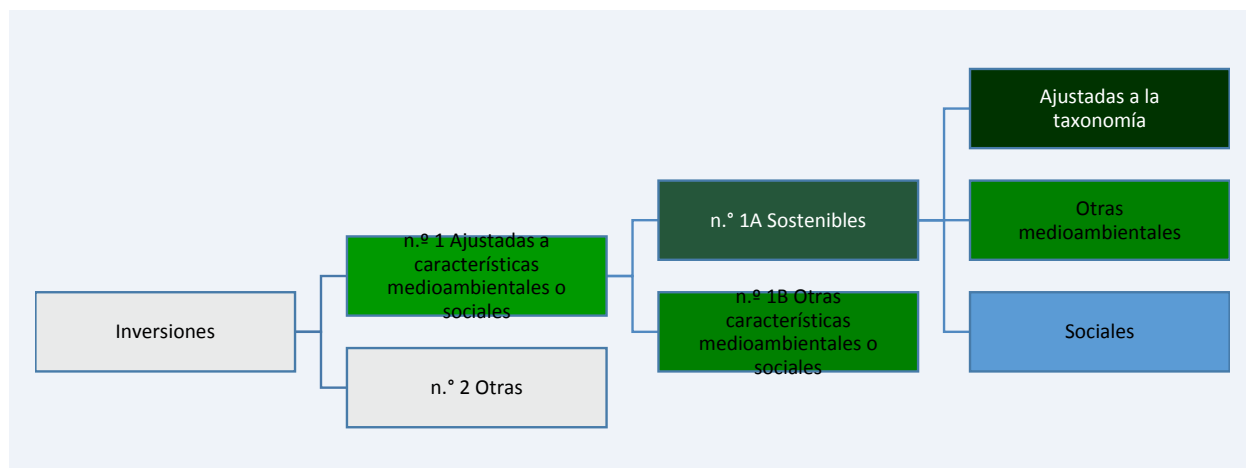 Inversiones
n.º 1 Ajustadas a
características
medioambientales o
sociales
n.° 2 Otras
n.° 1A Sostenibles
n.º 1B Otras
características
medioambientales o
sociales
Ajustadas a la
taxonomía
Otras
medioambientales
Sociales